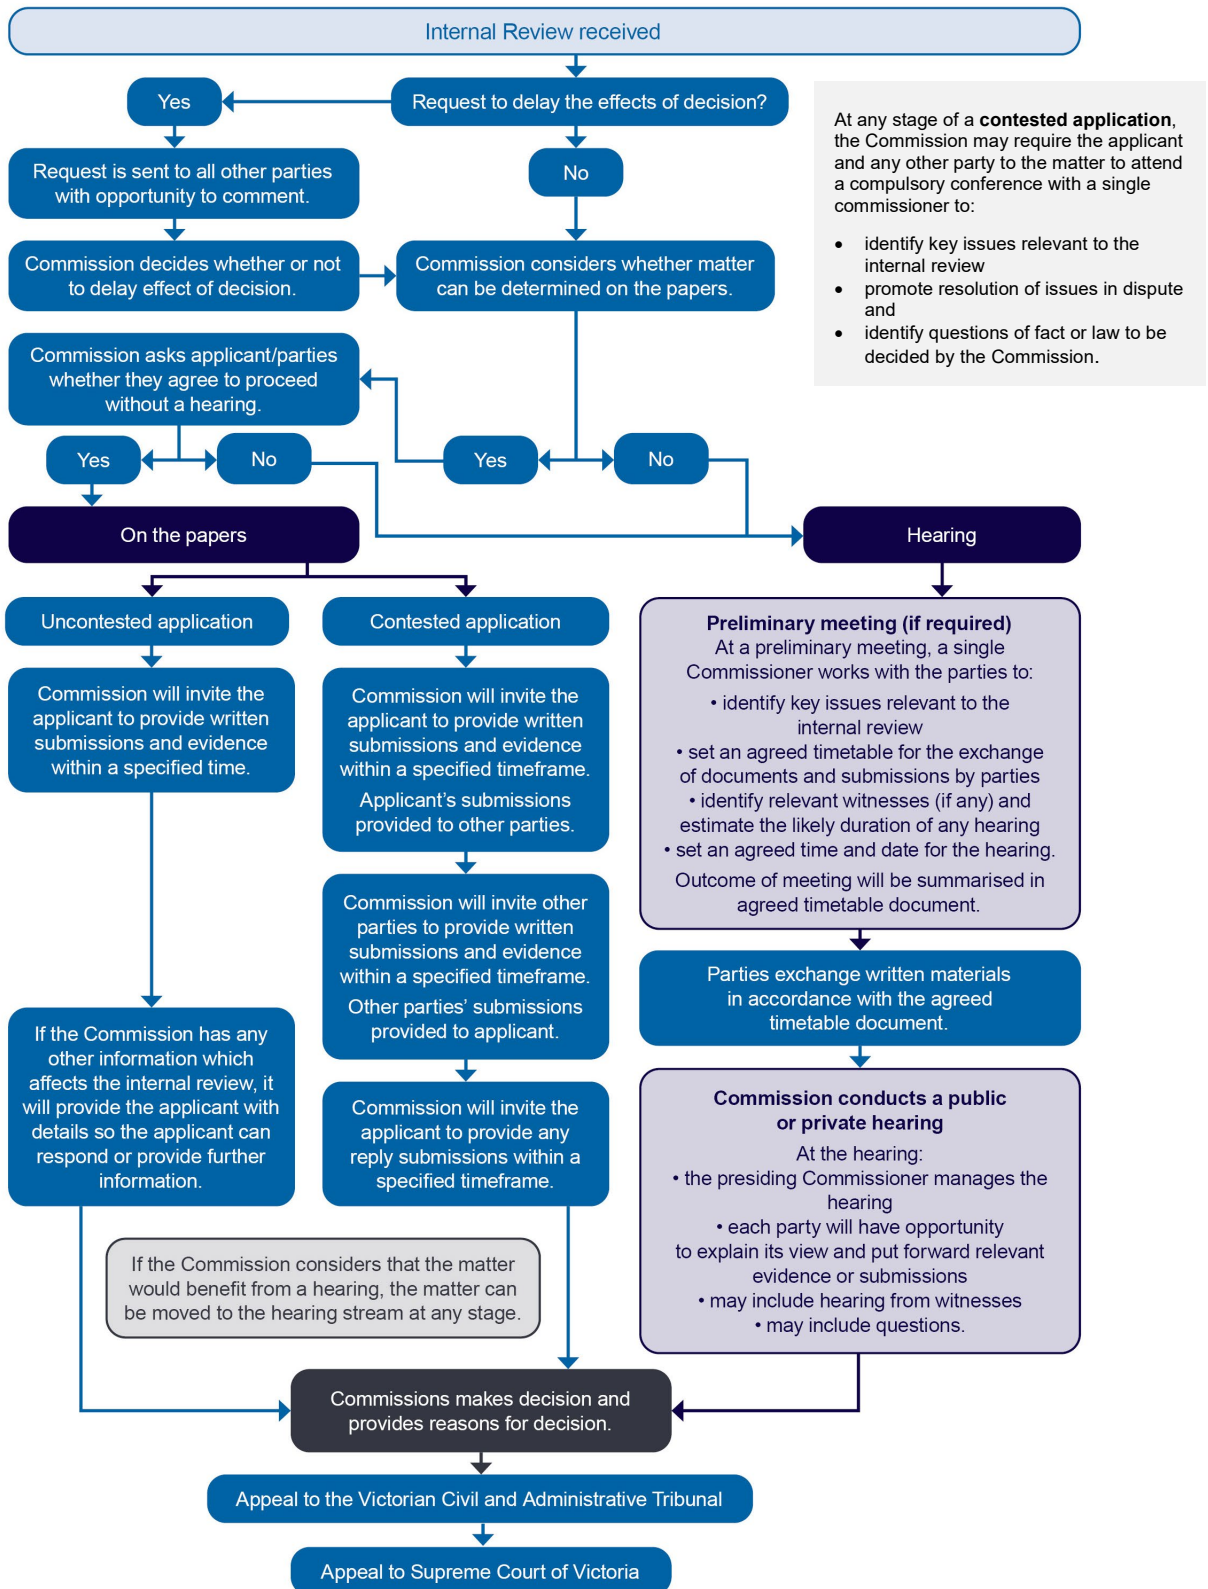 Internal Review received
Yes
Request to delay the effects of decision?
At any stage of a contested application,
the Commission may require the applicant
and any other party to the matter to attend
a compulsory conference with a single
commissioner to:
• identify key issues relevant to the
internal review
• promote resolution of issues in dispute
and
• identify questions of fact or law to be
decided by the Commission.
Request is sent to all other parties
with opportunity to comment.
No
Commission decides whether or not
to delay effect of decision.
Commission considers whether matter
can be determined on the papers.
Commission asks applicant/parties
whether they agree to proceed
without a hearing.
Yes
No
Yes
No
On the papers
Hearing
Uncontested application
Commission will invite the
applicant to provide written
submissions and evidence
within a specified time.
If the Commission has any
other information which
affects the internal review, it
will provide the applicant with
details so the applicant can
respond or provide further
information.
Contested application
Commission will invite the
applicant to provide written
submissions and evidence
within a specified timeframe.
Applicant’s submissions
provided to other parties.
Commission will invite other
parties to provide written
submissions and evidence
within a specified timeframe.
Other parties’ submissions
provided to applicant.
Commission will invite the
applicant to provide any
reply submissions within a
specified timeframe.
Preliminary meeting (if required)
At a preliminary meeting, a single
Commissioner works with the parties to:
• identify key issues relevant to the
internal review
• set an agreed timetable for the exchange
of documents and submissions by parties
• identify relevant witnesses (if any) and
estimate the likely duration of any hearing
• set an agreed time and date for the hearing.
Outcome of meeting will be summarised in
agreed timetable document.
Parties exchange written materials
in accordance with the agreed
timetable document.
Commission conducts a public
or private hearing
At the hearing:
• the presiding Commissioner manages the
hearing
• each party will have opportunity
to explain its view and put forward relevant
evidence or submissions
• may include hearing from witnesses
• may include questions.
If the Commission considers that the matter
would benefit from a hearing, the matter can
be moved to the hearing stream at any stage.
Commissions makes decision and
provides reasons for decision.
Appeal to the Victorian Civil and Administrative Tribunal
Appeal to Supreme Court of Victoria